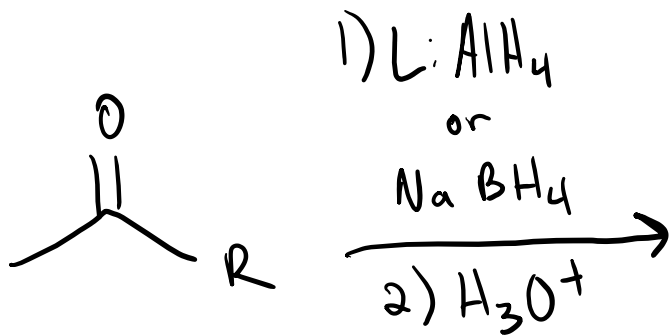 1) LiAlH4
or
NaBH4
O
R
2) H3O+